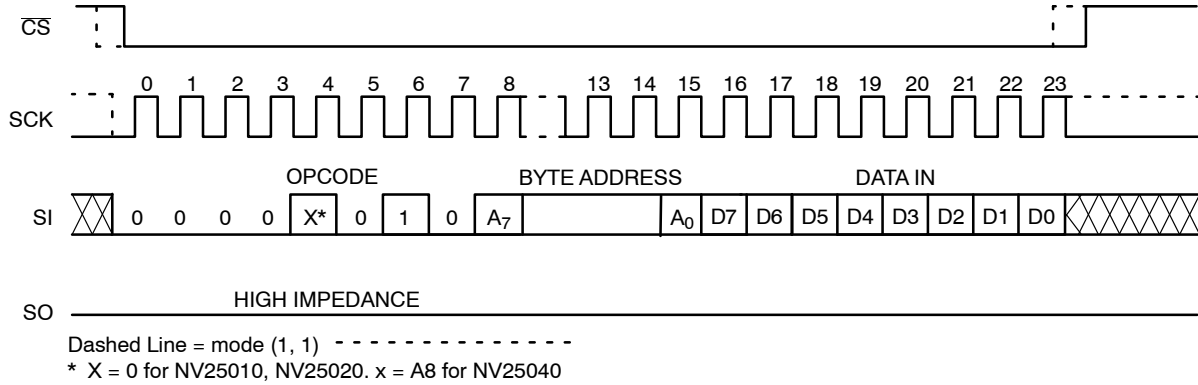 CS
0 1 2 3 4 5 6 7 8 13 14 15 16 17 18 19 20 21 22 23
SCK
OPCODE BYTE ADDRESS DATA IN
SI 0 0 0 0 X* 0 1 0 A7 A0 D7 D6 D5 D4 D3 D2 D1 D0
HIGH IMPEDANCE
SO
Dashed Line = mode (1, 1)
* X = 0 for NV25010, NV25020. x = A8 for NV25040